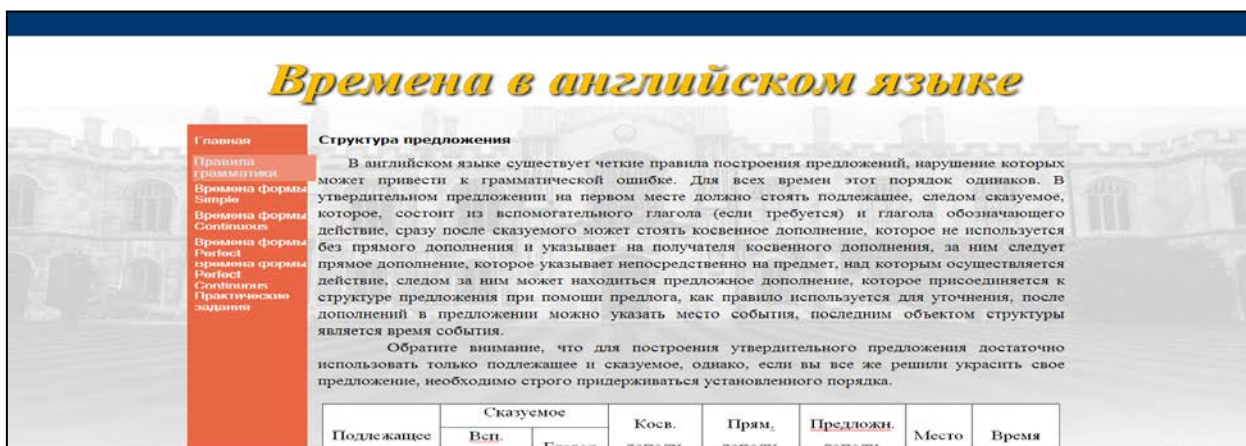 Времена в английском языке
Главная
Правила
грамматики
Времена формы
Simple
Времена формы
Continuous
Времена формы
Perfect
Времена формы
Perfect
Continuous
Практические
задания
Структура предложения
В английском языке существует четкие правила построения предложений, нарушение которых
может привести к грамматической ошибке. Для всех времен этот порядок одинаков. В
утвердительном предложении на первом месте должно стоять подлежащее, следом сказуемое,
которое, состоит из вспомогательного глагола (если требуется) и глагола обозначающего
действие, сразу после сказуемого может стоять косвенное дополнение, которое не используется
без прямого дополнения и указывает на получателя косвенного дополнения, за ним следует
прямое дополнение, которое указывает непосредственно на предмет, над которым осуществляется
действие, следом за ним может находиться предложное дополнение, которое присоединяется к
структуре предложения при помощи предлога, как правило используется для уточнения, после
дополнений в предложении можно указать место события, последним объектом структуры
является время события.
Обратите внимание, что для построения утвердительного предложения достаточно
использовать только подлежащее и сказуемое, однако, если вы все же решили украсить свое
предложение, необходимо строго придерживаться установленного порядка.
Подлежащее
Сказуемое
Всп.
Косв.
Прям.
Предложн.
Место
Время